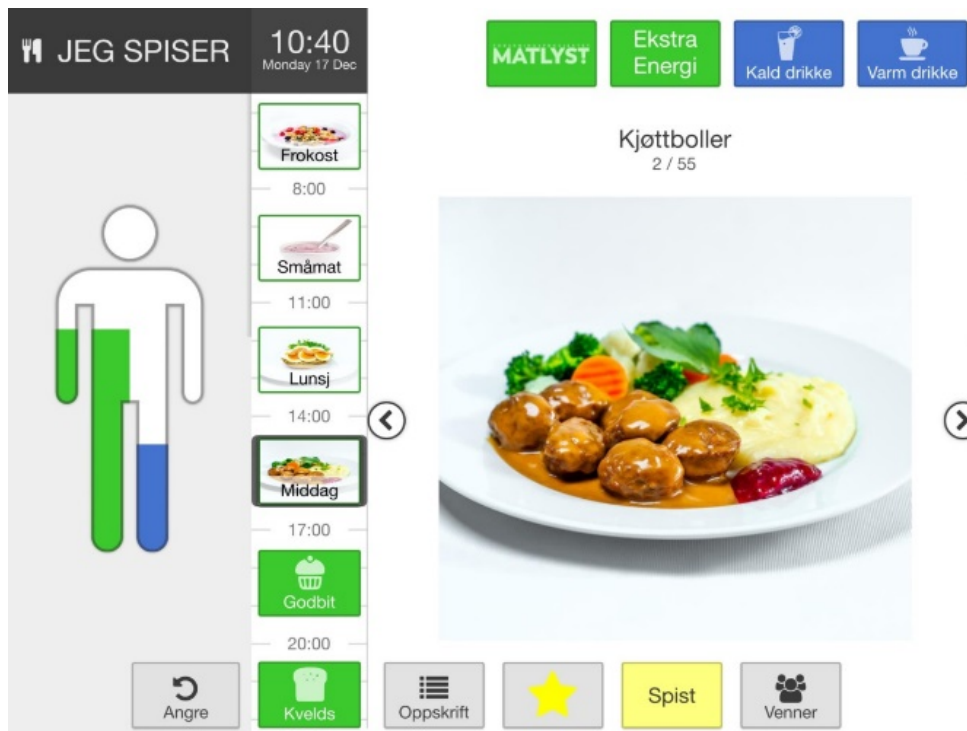 JEG SPISER
10:40
Monday 17 Dec
MATLYST
Ekstra
Energi
Kald drikke
Varm drikke
Frokost
8:00
Småmat
11:00
Lunsj
14:00
Middag
17:00
Godbit
20:00
Kvelds
Kjøttboller
2 / 55
Angre
Oppskrift
Spist
Venner